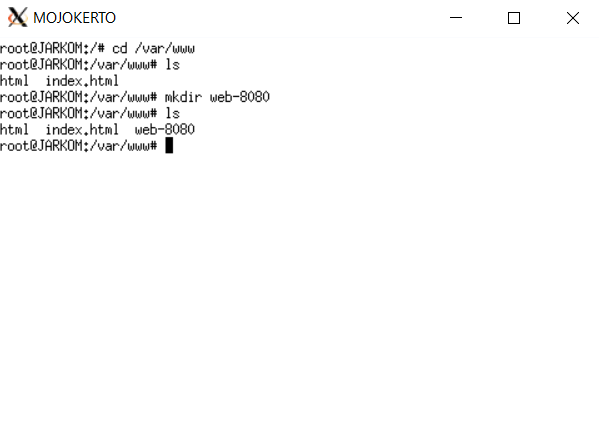 MOJOKERTO
root@JARKOM:/# cd /var/www
root@JARKOM:/var/www# ls
html  index.html
root@JARKOM:/var/www# mkdir web-8080
root@JARKOM:/var/www# ls
html  index.html  web-8080
root@JARKOM:/var/www#